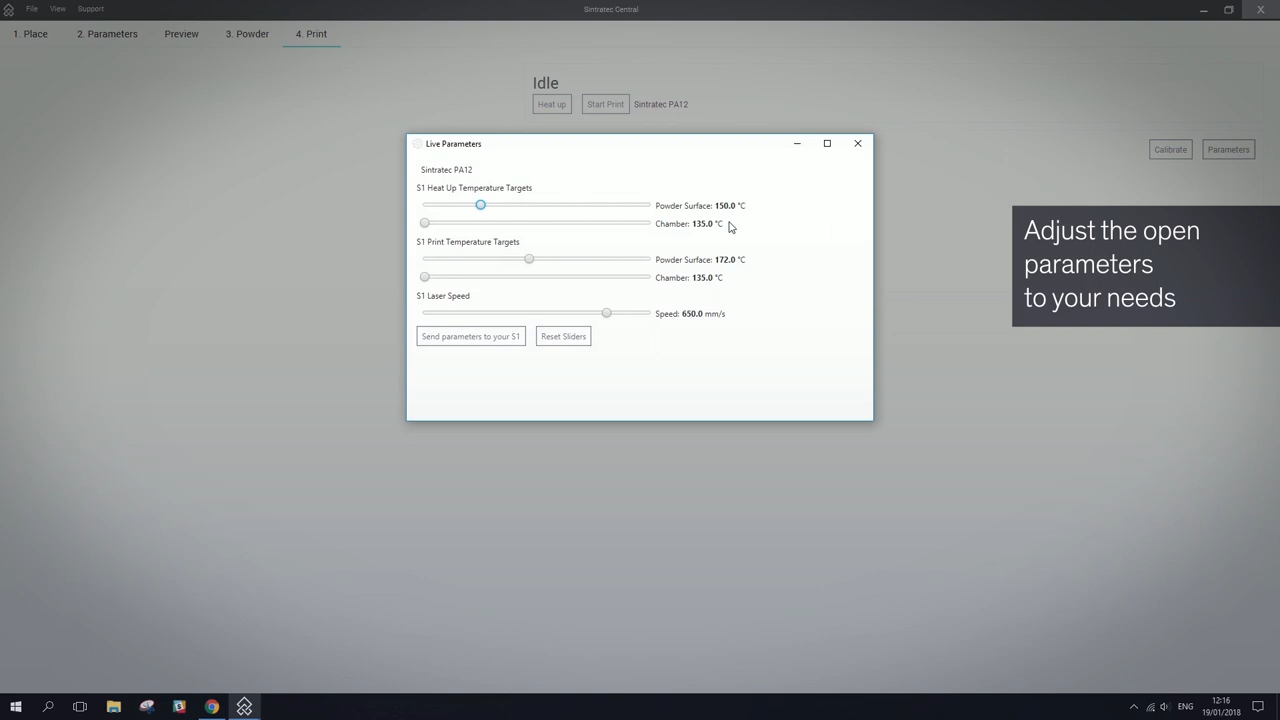 File View Support
Sintratec Central
1. Place 2. Parameters Preview 3. Powder 4. Print
Idle
Heat up Start Print Sintratec PA12
Calibrate Parameters
Live Parameters
Sintratec PA12
S1 Heat Up Temperature Targets
Powder Surface: 150.0 °C
Chamber: 135.0 °C
S1 Print Temperature Targets
Powder Surface: 172.0 °C
Chamber: 135.0 °C
S1 Laser Speed
Speed: 650.0 mm/s
Send parameters to your S1 Reset Sliders
Adjust the open
parameters
to your needs
ENG
12:16
19/01/2018